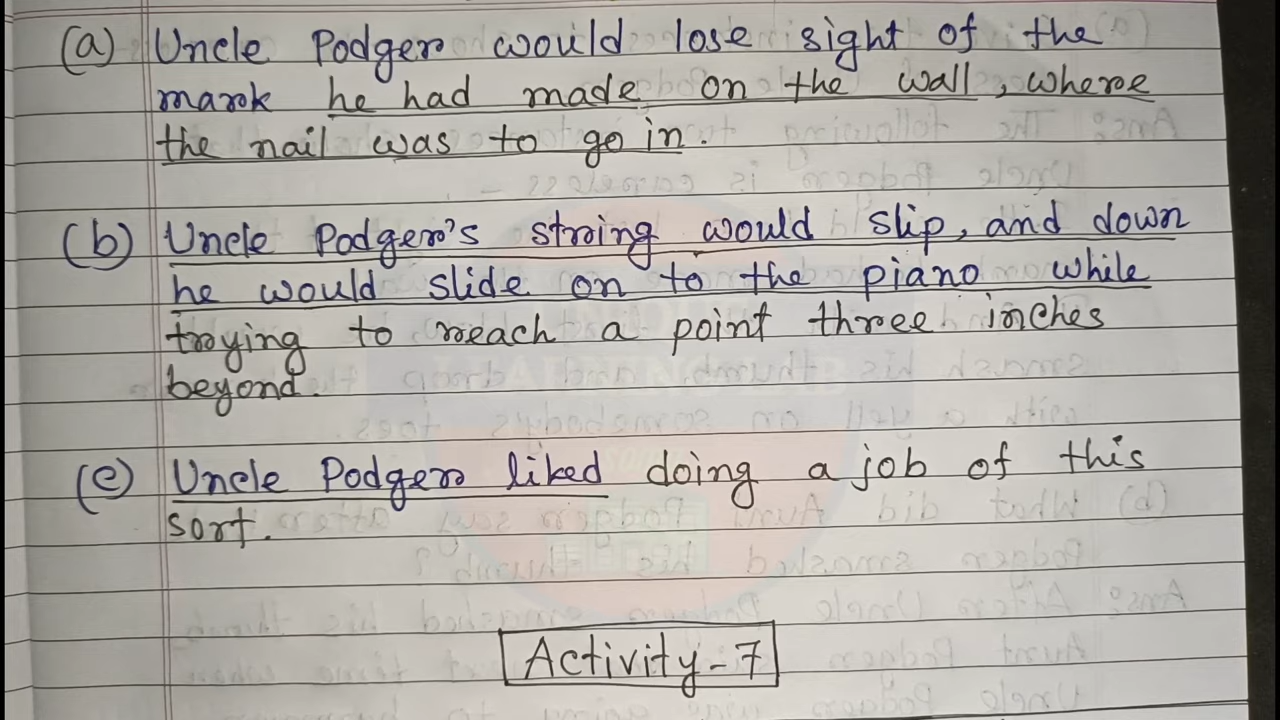 (a) Uncle Podger would lose sight of the
mark he had made on the wall, where
the nail was to go in.
(b) Uncle Podger's string would slip, and down
he would slide on to the piano while
trying to reach a point three inches
beyond.
(c) Uncle Podger liked doing a job of this
sort.
Activity-7